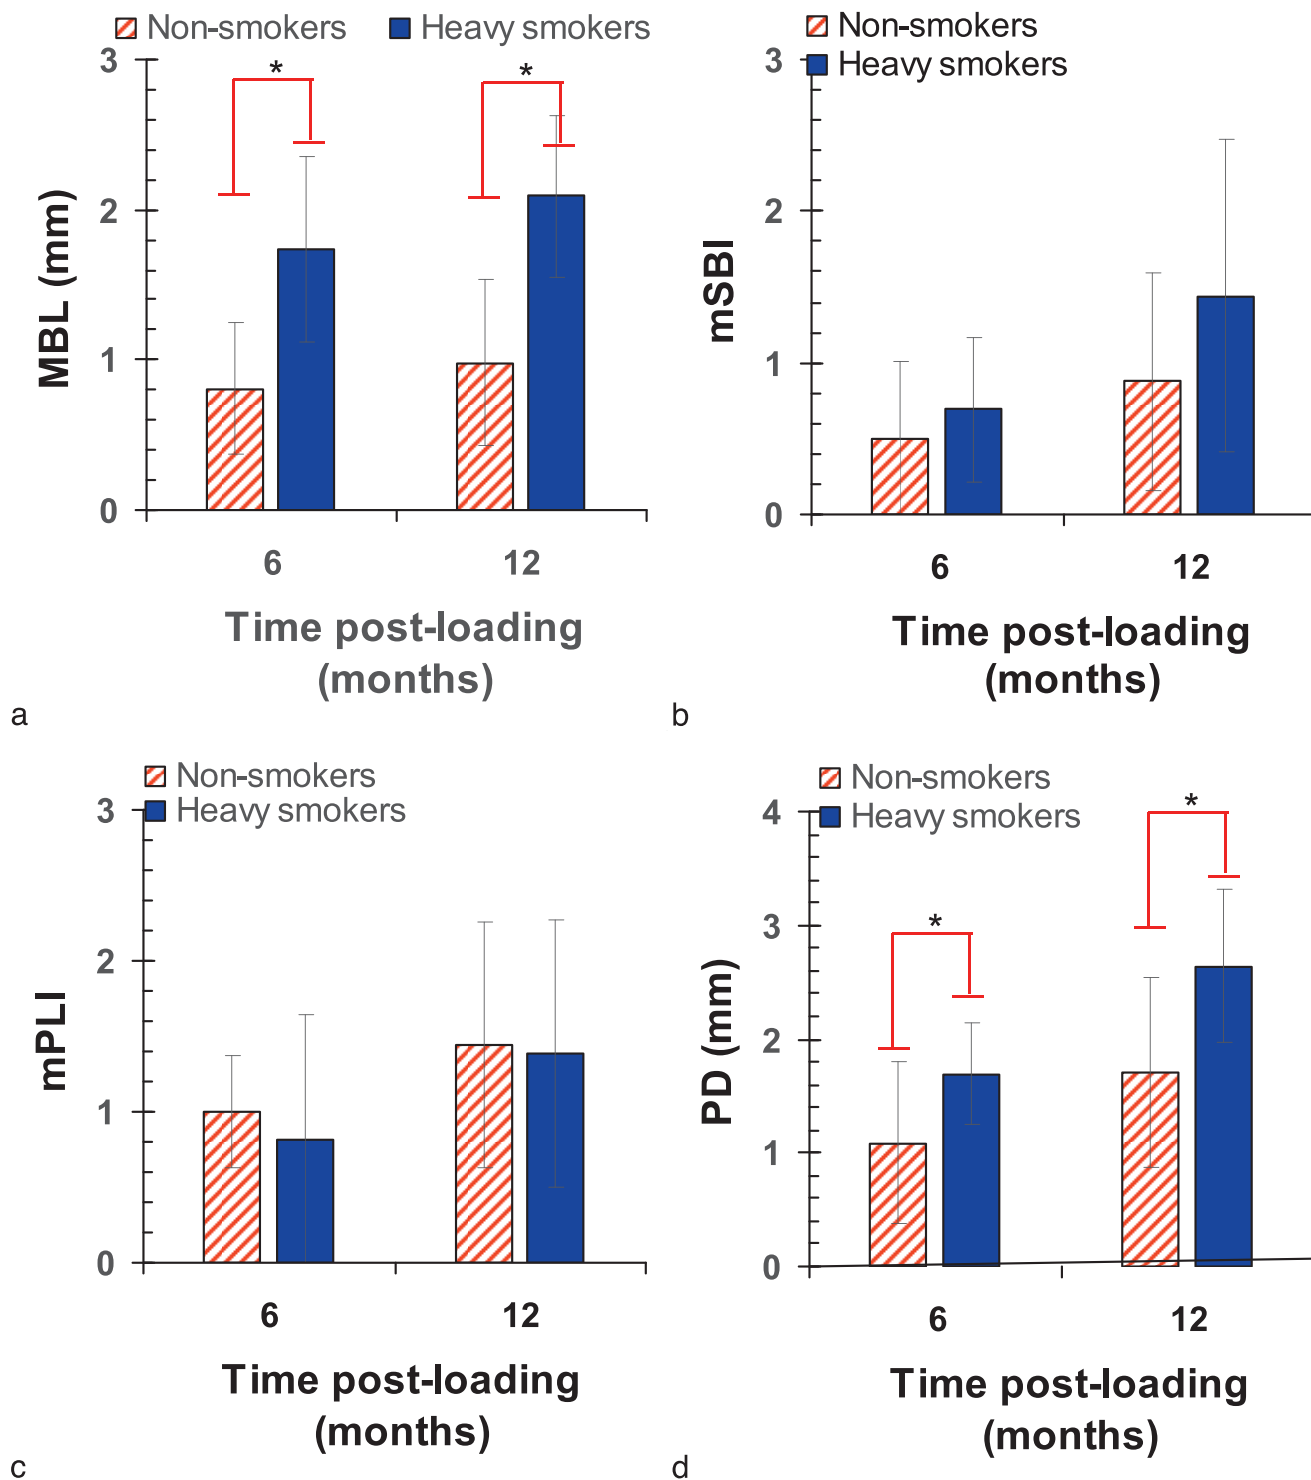 Non-smokers Heavy smokers
3
*
*
2
1
0
MBL (mm)
6 12
Time post-loading
(months)
a
Non-smokers
Heavy smokers
3
2
1
0
mSBI
6 12
Time post-loading
(months)
b
Non-smokers
Heavy smokers
3
2
1
0
mPLI
6 12
Time post-loading
(months)
c
Non-smokers
Heavy smokers
*
*
4
3
2
1
0
PD (mm)
6 12
Time post-loading
(months)
d